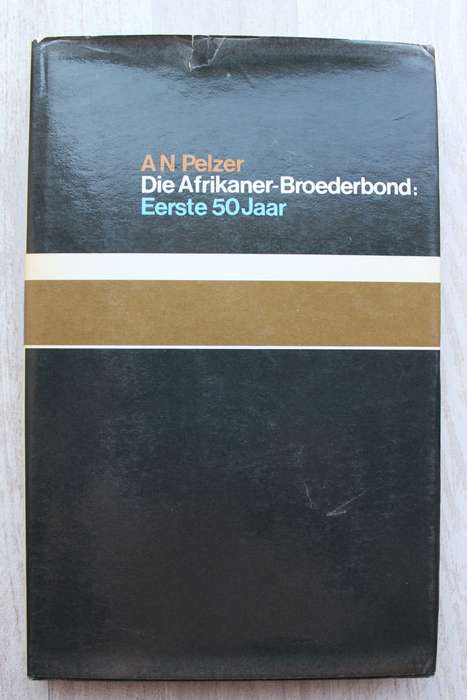 A N Pelzer
Die Afrikaner-Broederbond:
Eerste 50 Jaar